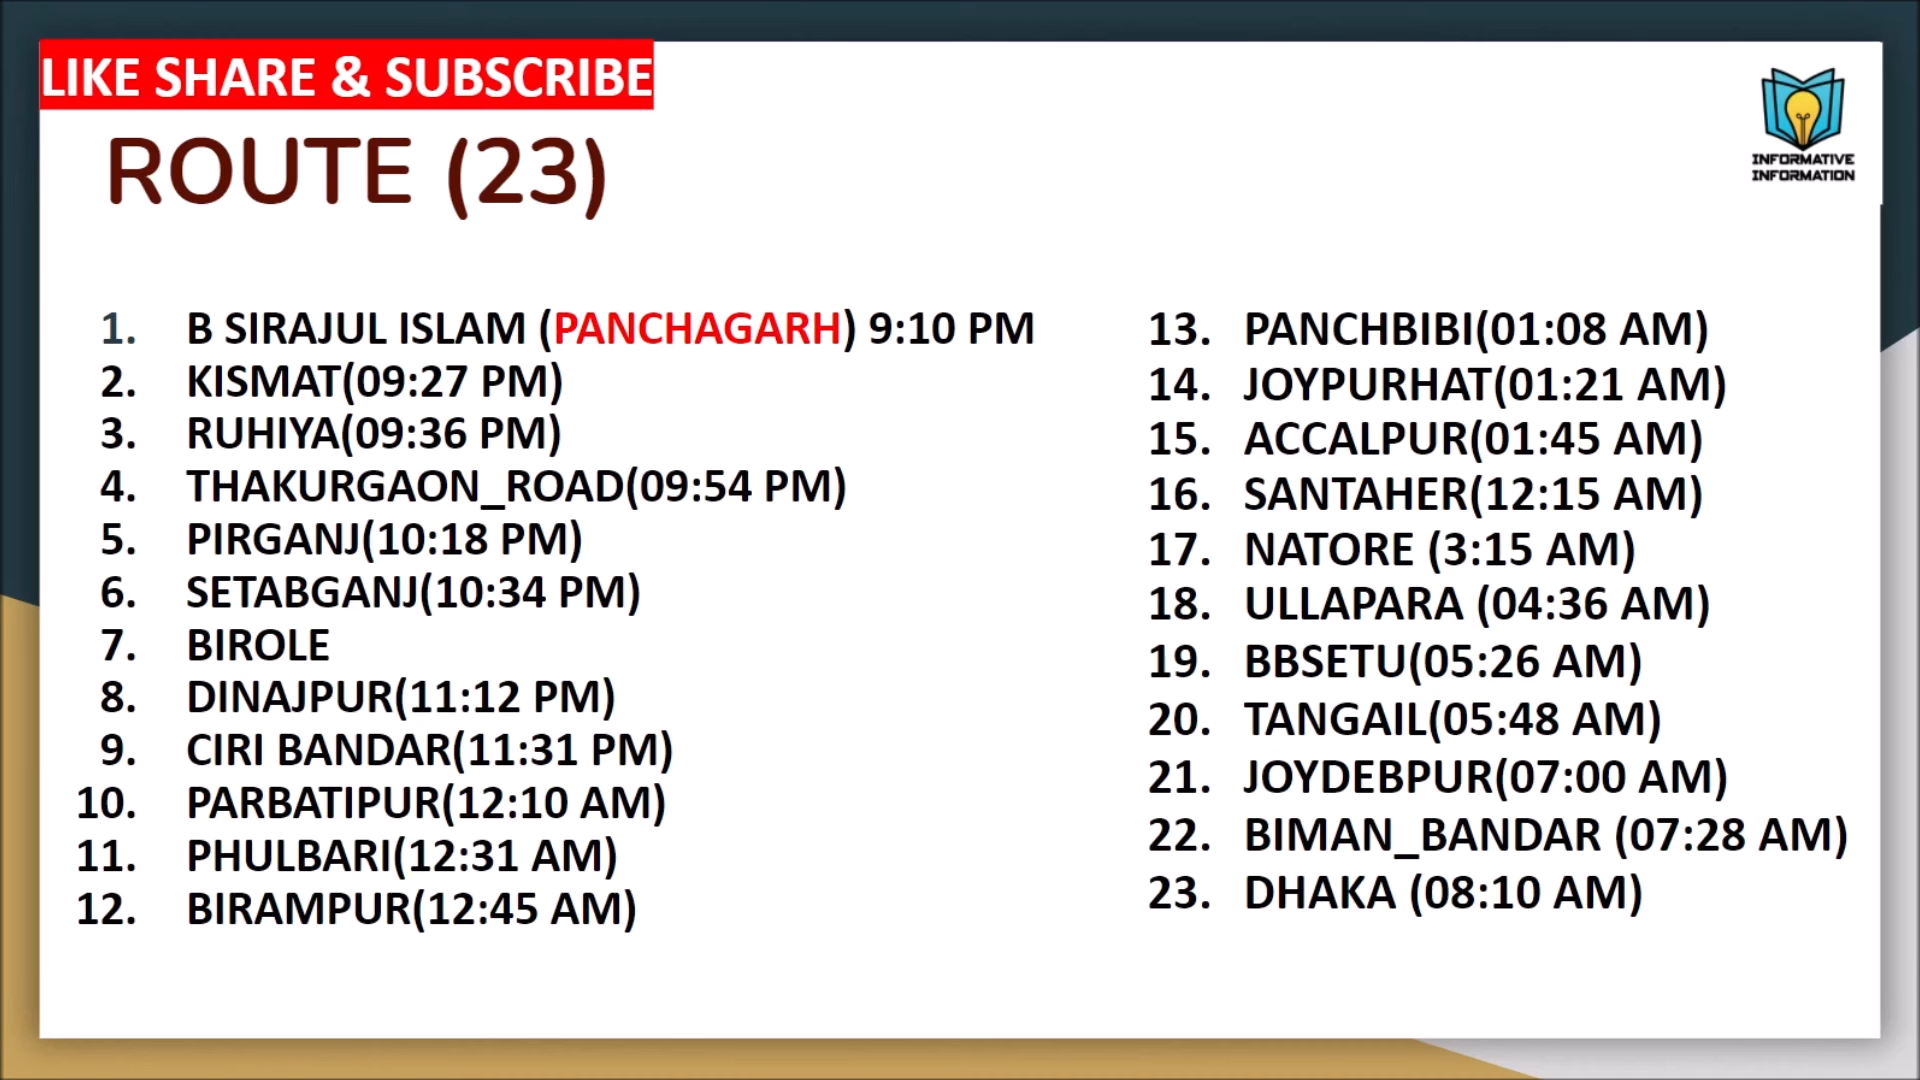 LIKE SHARE & SUBSCRIBE
INFORMATIVE
INFORMATION
ROUTE (23)
1. B SIRAJUL ISLAM (PANCHAGARH) 9:10 PM
2. KISMAT(09:27 PM)
3. RUHIYA(09:36 PM)
4. THAKURGAON_ROAD(09:54 PM)
5. PIRGANJ(10:18 PM)
6. SETABGANJ(10:34 PM)
7. BIROLE
8. DINAJPUR(11:12 PM)
9. CIRI BANDAR(11:31 PM)
10. PARBATIPUR(12:10 AM)
11. PHULBARI(12:31 AM)
12. BIRAMPUR(12:45 AM)
13. PANCHBIBI(01:08 AM)
14. JOYPURHAT(01:21 AM)
15. ACCALPUR(01:45 AM)
16. SANTAHER(12:15 AM)
17. NATORE (3:15 AM)
18. ULLAPARA (04:36 AM)
19. BBSETU(05:26 AM)
20. TANGAIL(05:48 AM)
21. JOYDEBPUR(07:00 AM)
22. BIMAN_BANDAR (07:28 AM)
23. DHAKA (08:10 AM)